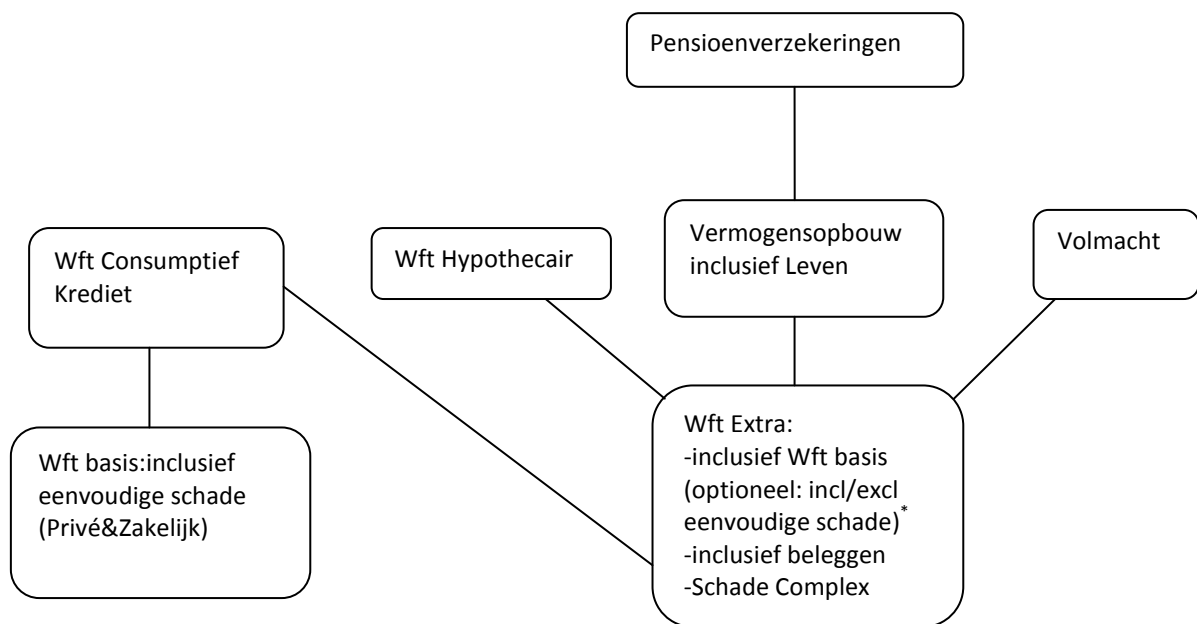 Pensioenverzekeringen
Wft Consumptief
Krediet
Wft Hypothecair
Vermogensopbouw
inclusief Leven
Volmacht
Wft basis:inclusief
eenvoudige schade
(Privé&Zakelijk)
Wft Extra:
-inclusief Wft basis
(optioneel: incl/excl
eenvoudige schade)*
-inclusief beleggen
-Schade Complex